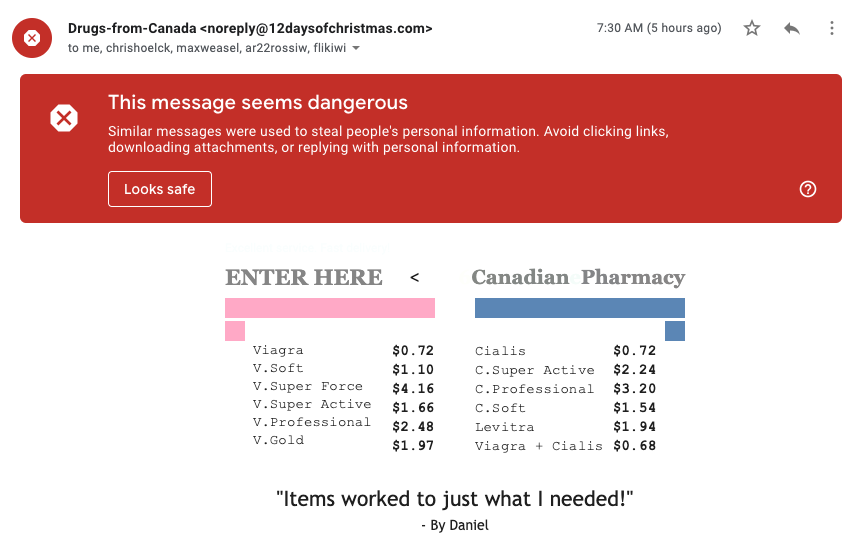 Drugs-from-Canada <noreply@12daysofchristmas.com>
7:30 AM (5 hours ago)
to me, chrishoelck, maxweasel, ar22rossiw, flikiwi
This message seems dangerous
Similar messages were used to steal people's personal information. Avoid clicking links,
downloading attachments, or replying with personal information.
Looks safe
ENTER HERE <
Viagra $0.72
V.Soft $1.10
V.Super Force $4.16
V.Super Active $1.66
V.Professional $2.48
V.Gold $1.97
Canadian Pharmacy
Cialis $0.72
C.Super Active $2.24
C.Professional $3.20
C.Soft $1.54
Levitra $1.94
Viagra + Cialis $0.68
"Items worked to just what I needed!"
- By Daniel